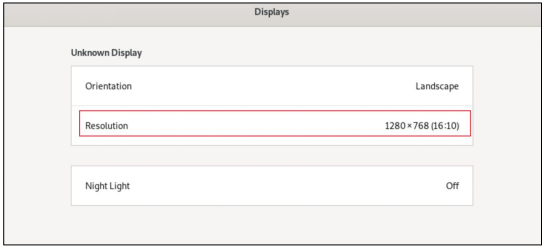 Displays
Unknown Display
Orientation Landscape
Resolution 1280×768 (16:10)
Night Light Off